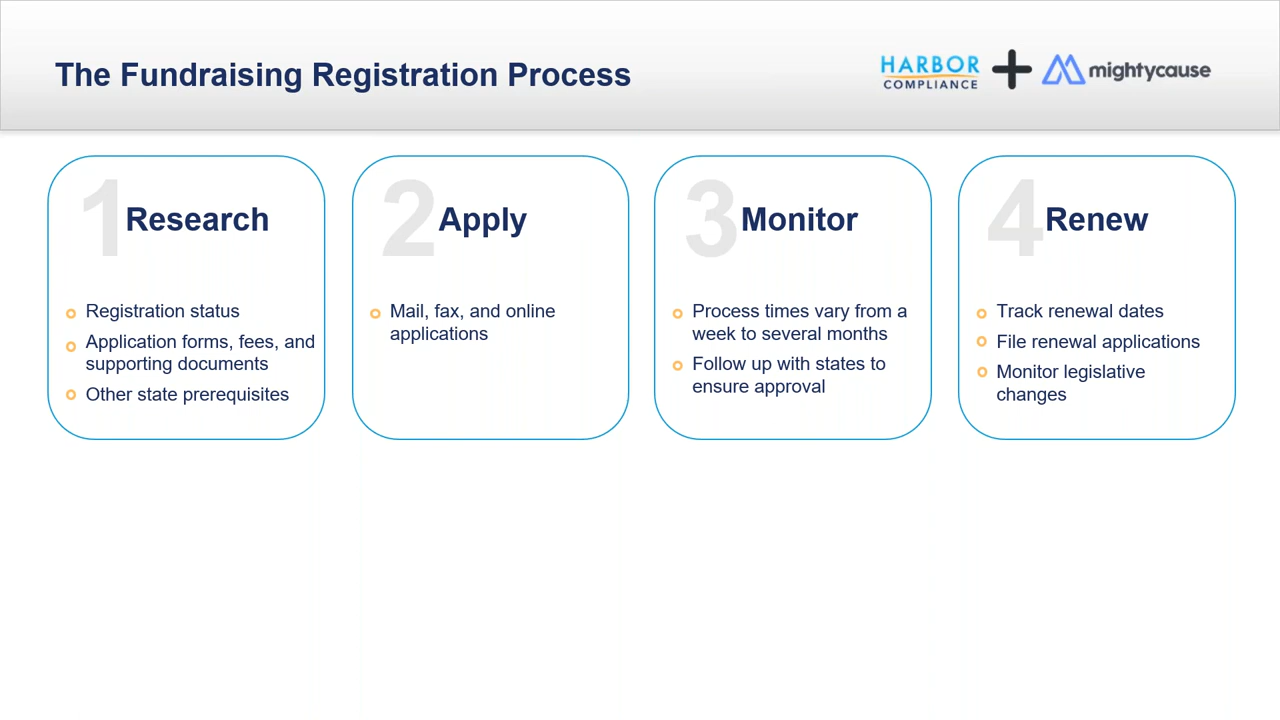 The Fundraising Registration Process
HARBOR
COMPLIANCE
mightycause
1 Research
Registration status
Application forms, fees, and
supporting documents
Other state prerequisites
2 Apply
Mail, fax, and online
applications
3 Monitor
Process times vary from a
week to several months
Follow up with states to
ensure approval
4 Renew
Track renewal dates
File renewal applications
Monitor legislative
changes